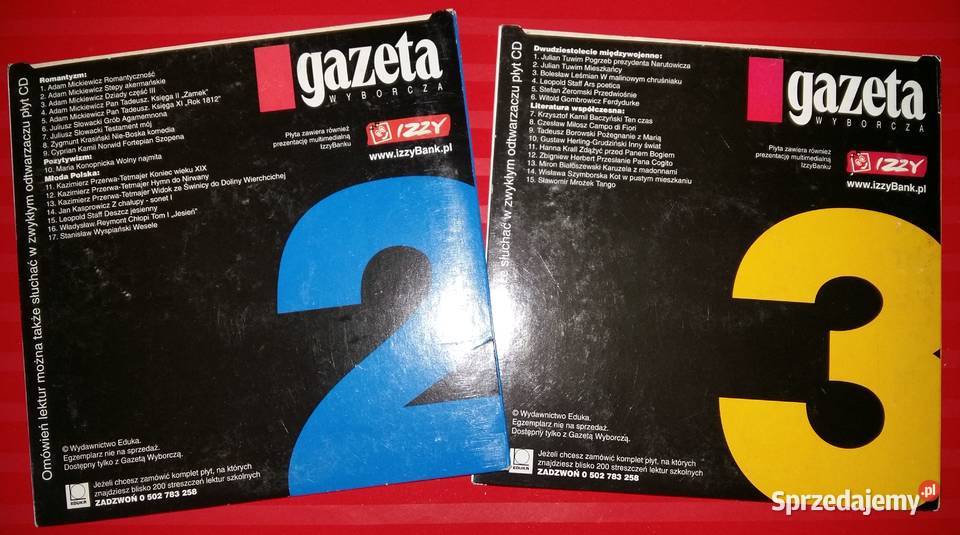 Romantyzm:
1. Adam Mickiewicz Romantyczność
2. Adam Mickiewicz Stepy akermańskie
3. Adam Mickiewicz Dziady część III
4. Adam Mickiewicz Pan Tadeusz. Księga II „Zamek"
5. Adam Mickiewicz Pan Tadeusz. Księga XI „Rok 1812"
6. Juliusz Słowacki Grób Agamemnona
7. Juliusz Słowacki Testament mój
8. Zygmunt Krasiński Nie-Boska komedia
9. Cyprian Kamil Norwid Fortepian Szopena
Pozytywizm:
10. Maria Konopnicka Wolny najmita
Młoda Polska:
11. Kazimierz Przerwa-Tetmajer Koniec wieku XIX
12. Kazimierz Przerwa-Tetmajer Hymn do Nirwany
13. Kazimierz Przerwa-Tetmajer Widok ze Świnicy do Doliny Wierchcichej
14. Jan Kasprowicz Z chałupy - sonet I
15. Leopold Staff Deszcz jesienny
16. Władysław Reymont Chłopi Tom I „Jesień"
17. Stanisław Wyspiański Wesele
Omówień lektur można także słuchać w zwykłym odtwarzaczu płyt CD
gazeta
WYBORCZA
Płyta zawiera również
prezentację multimedialną
IzzyBanku
IZZY
www.izzyBank.pl
2
© Wydawnictwo Eduka.
Egzemplarz nie na sprzedaż.
Dostępny tylko z Gazetą Wyborczą.
EDUKA
Jeżeli chcesz zamówić komplet płyt, na których
znajdziesz blisko 200 streszczeń lektur szkolnych
ZADZWOŃ 0 502 783 258
Dwudziestolecie międzywojenne:
1. Julian Tuwim Pogrzeb prezydenta Narutowicza
2. Julian Tuwim Mieszkańcy
3. Bolesław Leśmian W malinowym chruśniaku
4. Leopold Staff Ars poetica
5. Stefan Żeromski Przedwiośnie
6. Witold Gombrowicz Ferdydurke
Literatura współczesna:
7. Krzysztof Kamil Baczyński Ten czas
8. Czesław Miłosz Campo di Fiori
9. Tadeusz Borowski Pożegnanie z Marią
10. Gustaw Herling-Grudziński Inny świat
11. Hanna Krall Zdążyć przed Panem Bogiem
12. Zbigniew Herbert Przesłanie Pana Cogito
13. Miron Białoszewski Karuzela z madonnami
14. Wisława Szymborska Kot w pustym mieszkaniu
15. Sławomir Mrożek Tango
słuchać w zwykłym odtwarzaczu płyt CD
gazeta
WYBORCZA
Płyta zawiera również
prezentację multimedialną
IzzyBanku
IZZY
www.izzyBank.pl
3
© Wydawnictwo Eduka.
Egzemplarz nie na sprzedaż.
Dostępny tylko z Gazetą Wyborczą.
EDUKA
Jeżeli chcesz zamówić komplet płyt, na których
znajdziesz blisko 200 streszczeń lektur szkolnych
ZADZWOŃ 0 502 783 258
Sprzedajemy.pl